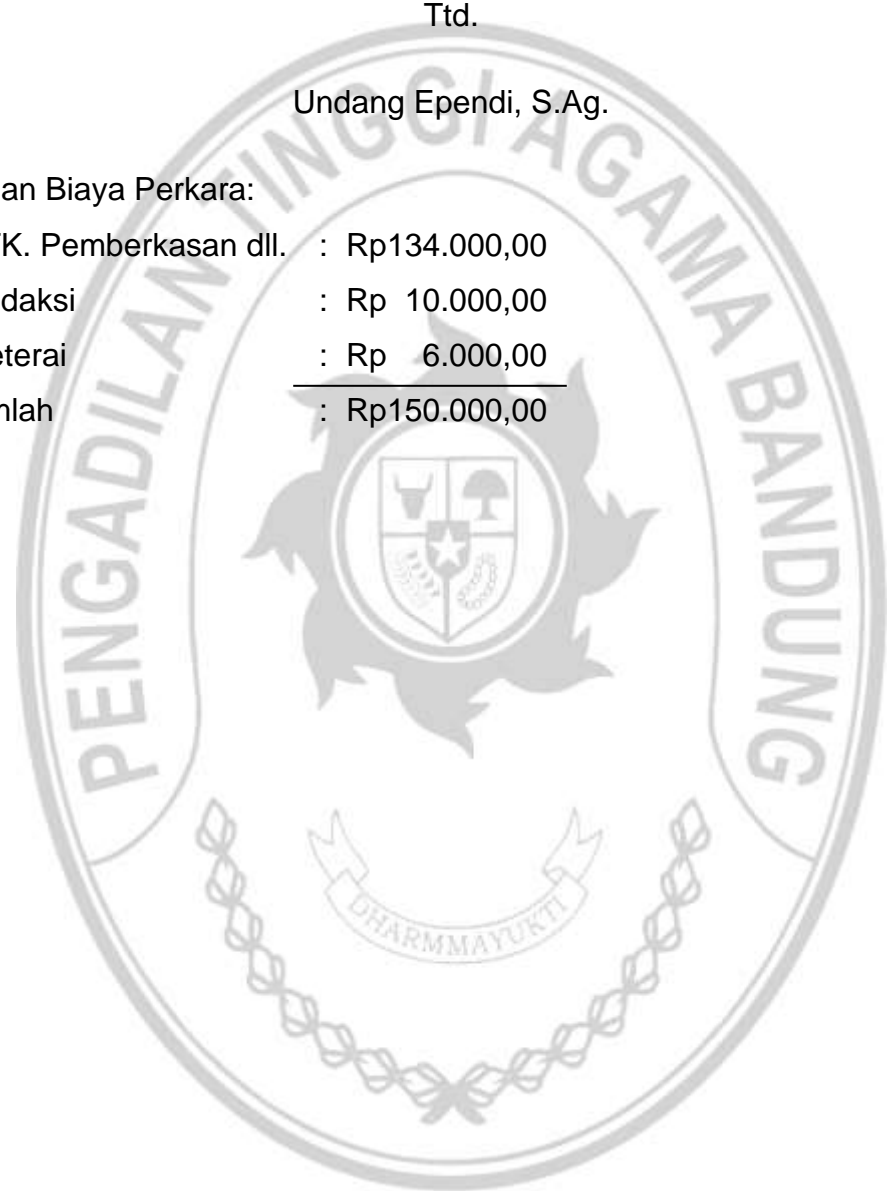 Ttd.
Undang Ependi, S.Ag.
an Biaya Perkara:
K. Pemberkasan dll. : Rp134.000,00
daksi : Rp 10.000,00
eterai : Rp 6.000,00
mlah : Rp150.000,00
PENGADILAN TINGGI AGAMA BANDUNG
DHARMMAYUKTI